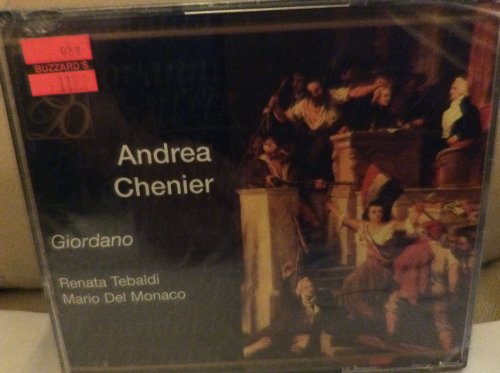 BUZZARD'S
Andrea
Chenier
Giordano
Renata Tebaldi
Mario Del Monaco